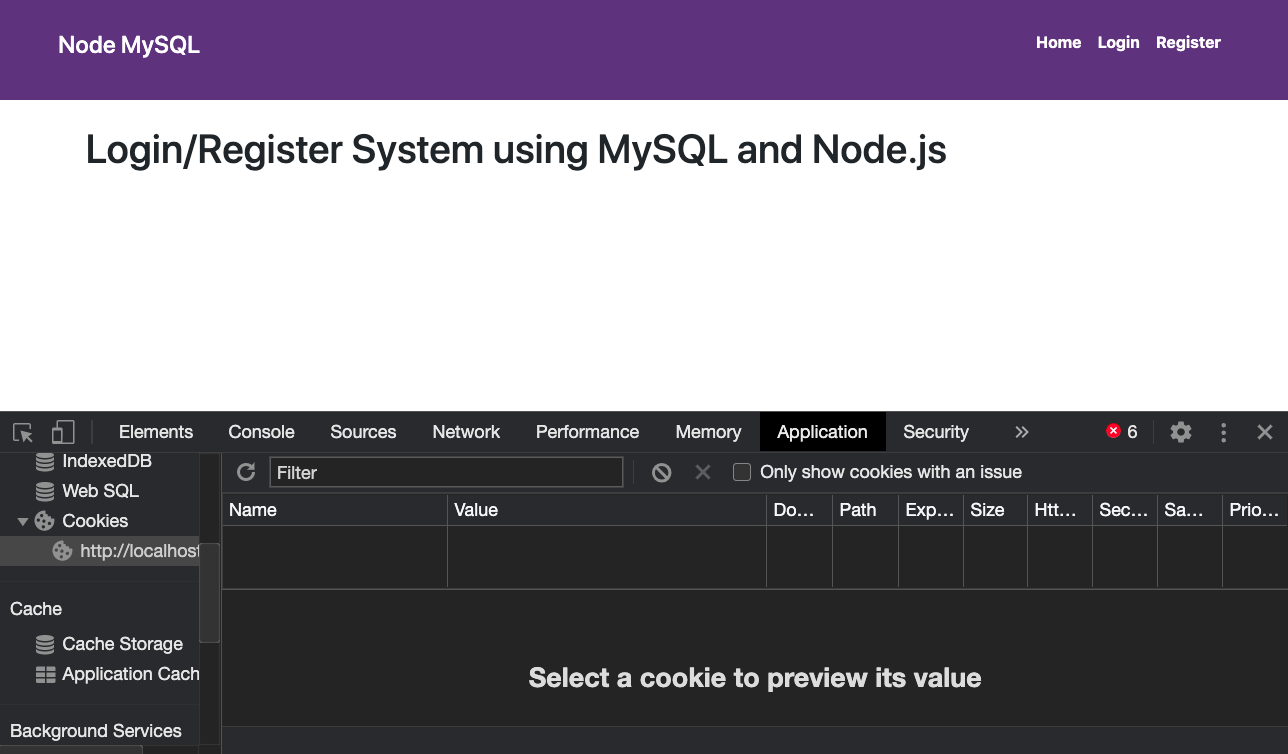 Node MySQL
Home Login Register
Login/Register System using MySQL and Node.js
Elements Console Sources Network Performance Memory Application Security 6
IndexedDB
Web SQL
Cookies
http://localhost
Cache
Cache Storage
Application Cach
Background Services
Filter
Only show cookies with an issue
Name Value Do... Path Exp... Size Htt... Sec... Sa... Prio...
Select a cookie to preview its value